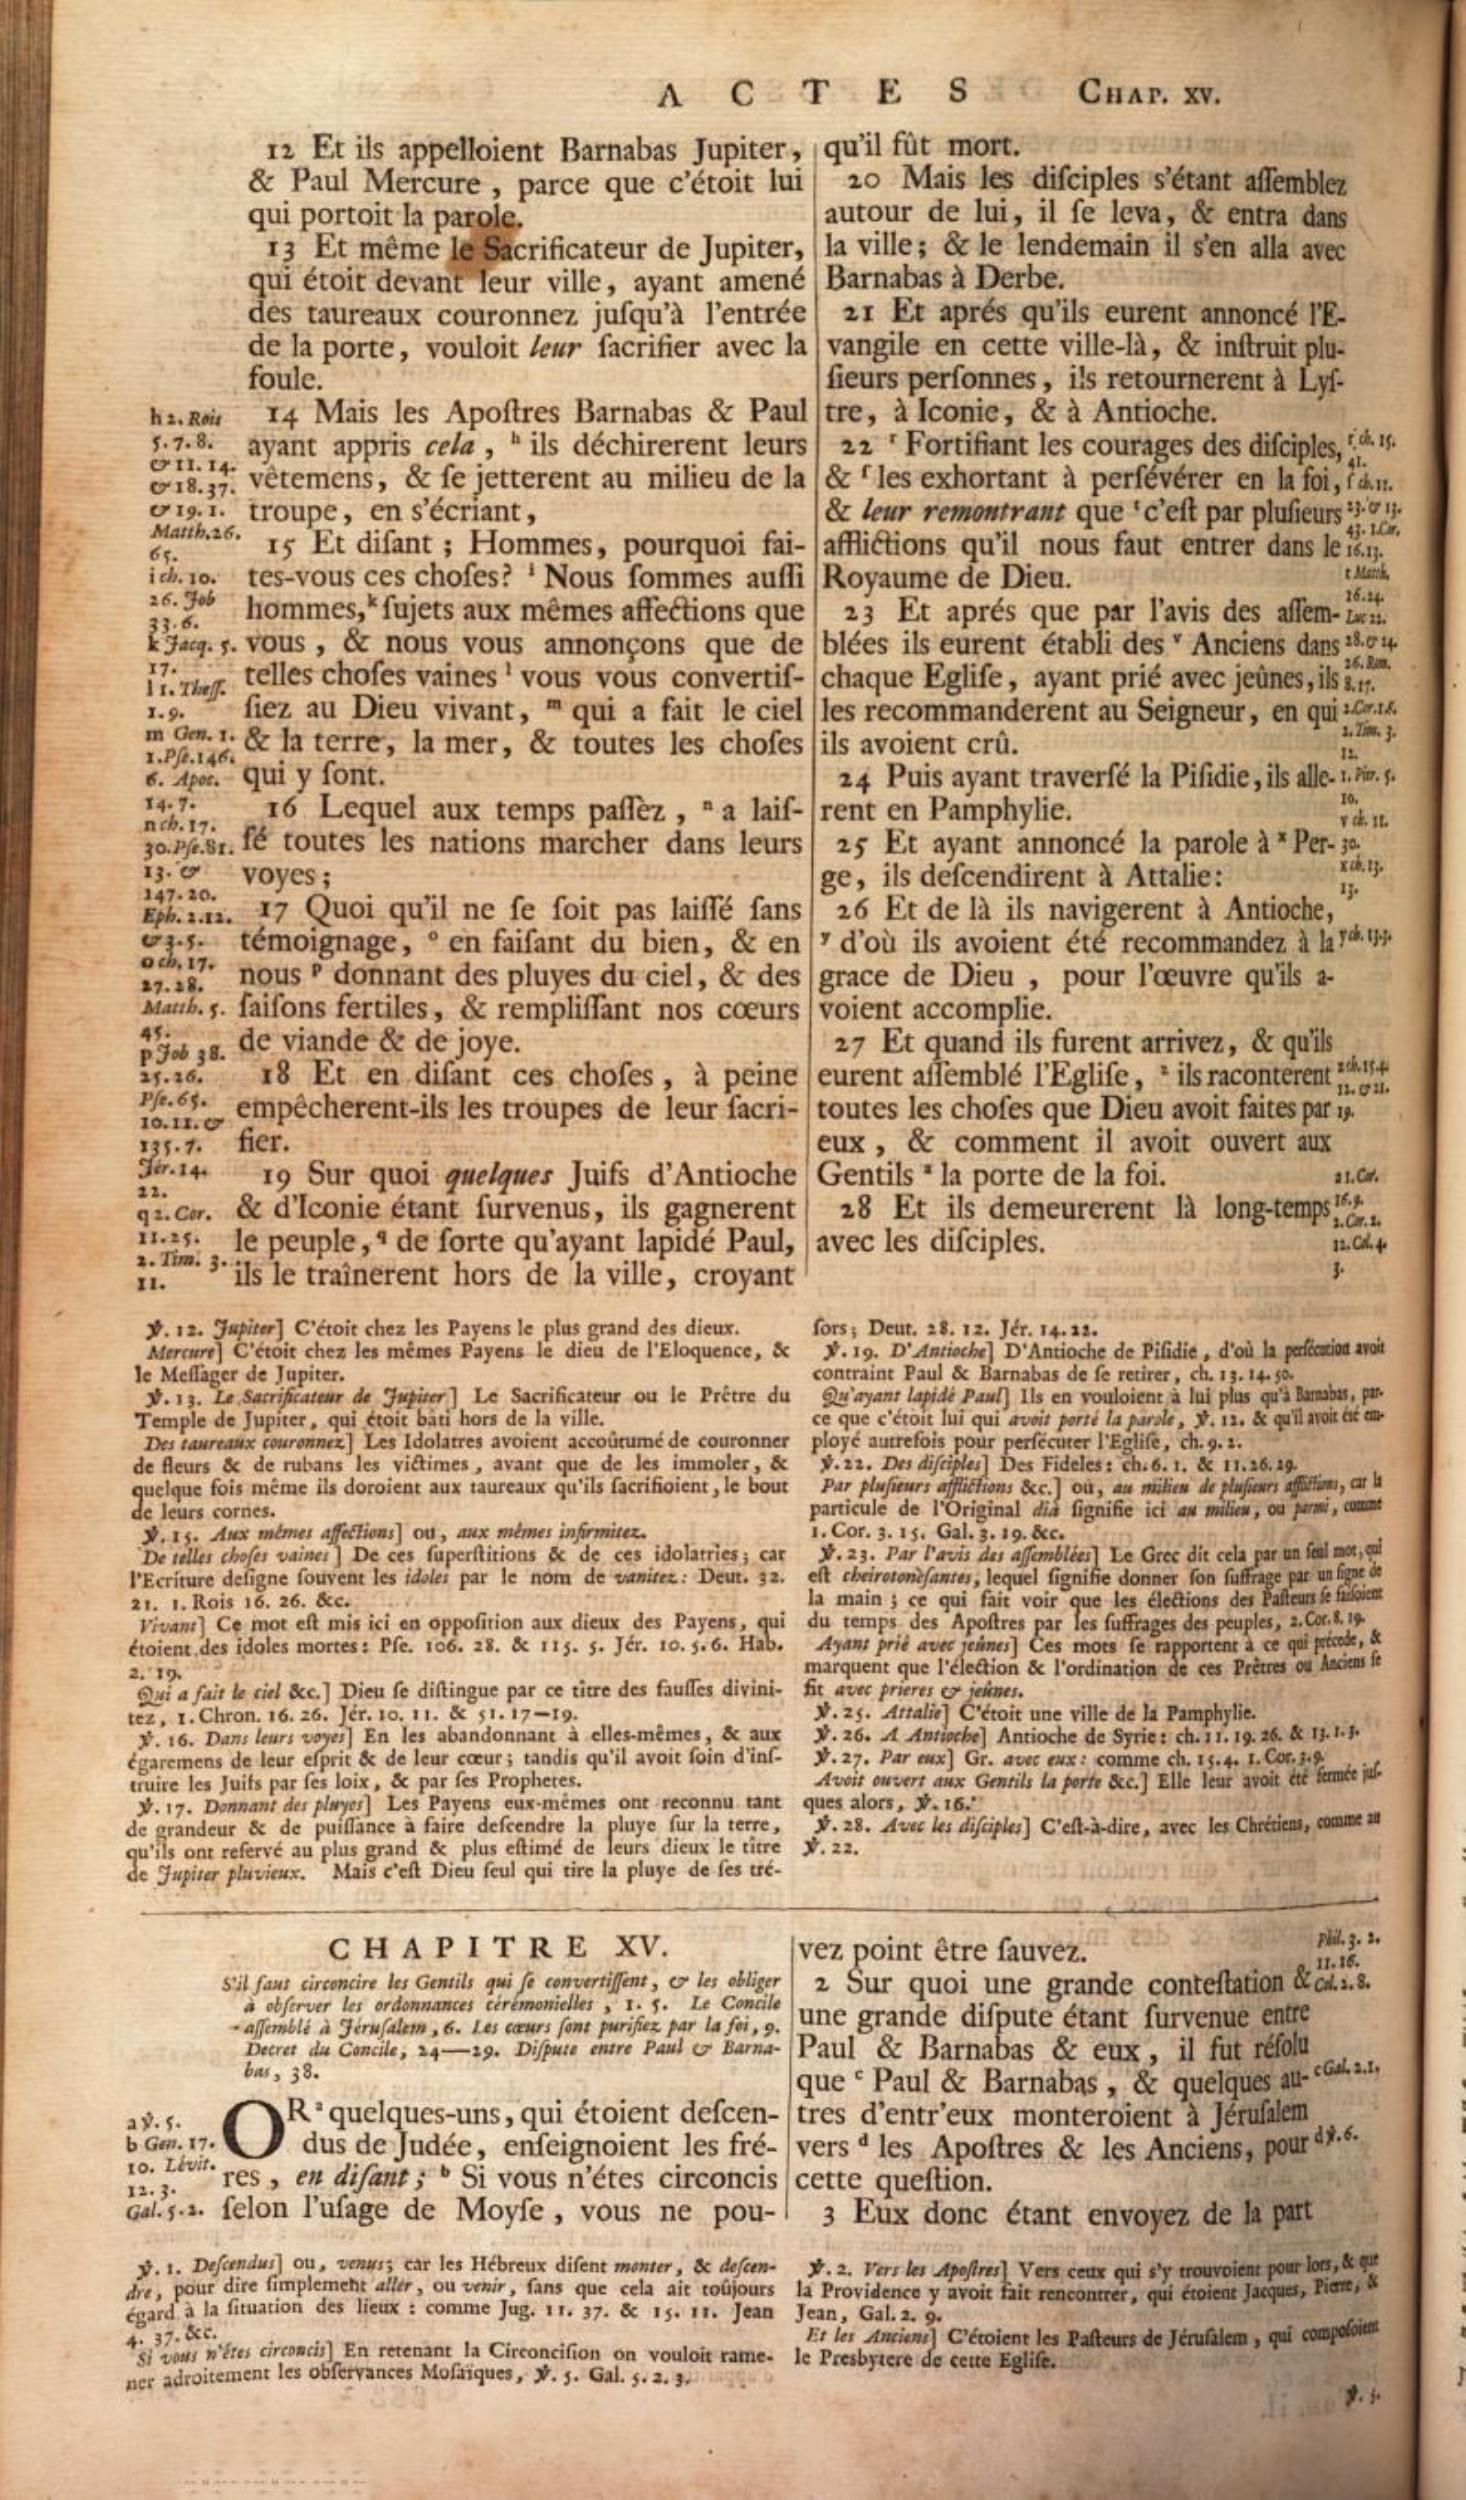 ACTES CHAP. XV.
12 Et ils appelloient Barnabas Jupiter,
& Paul Mercure , parce que c'étoit lui
qui portoit la parole.
13 Et même le Sacrificateur de Jupiter,
qui étoit devant leur ville, ayant amené
des taureaux couronnez juſqu'à l'entrée
de la porte, vouloit leur ſacrifier avec la
foule.
14 Mais les Apoſtres Barnabas & Paul
ayant appris cela , ʰ ils déchirerent leurs
vêtemens, & ſe jetterent au milieu de la
troupe, en s'écriant,
15 Et diſant ; Hommes, pourquoi fai-
tes-vous ces choſes? ⁱ Nous ſommes auſſi
hommes, ᵏ ſujets aux mêmes affections que
vous , & nous vous annonçons que de
telles choſes vaines ˡ vous vous convertiſ-
ſiez au Dieu vivant, ᵐ qui a fait le ciel
& la terre, la mer, & toutes les choſes
qui y ſont.
16 Lequel aux temps paſſèz , ⁿ a laiſ-
ſé toutes les nations marcher dans leurs
voyes ;
17 Quoi qu'il ne ſe ſoit pas laiſſé ſans
témoignage, ᵒ en faiſant du bien, & en
nous ᵖ donnant des pluyes du ciel, & des
ſaiſons fertiles, & rempliſſant nos cœurs
de viande & de joye.
18 Et en diſant ces choſes , à peine
empêcherent-ils les troupes de leur ſacri-
fier.
19 Sur quoi quelques Juifs d'Antioche
& d'Iconie étant ſurvenus, ils gagnerent
le peuple, q de ſorte qu'ayant lapidé Paul,
ils le traînerent hors de la ville, croyant
h 2. Rois
5. 7. 8.
& 11. 14.
& 18. 37.
& 19. 1.
Matth. 26.
65.
i ch. 10.
26. Job
33. 6.
k Jacq. 5.
17.
l 1. Theſſ.
1. 9.
m Gen. 1.
1. Pſe. 146.
6. Apoc.
14. 7.
n ch. 17.
30. Pſe. 81.
13. &
147. 20.
Eph. 2. 12.
& 3. 5.
o ch. 17.
27. 28.
Matth. 5.
45.
p Job 38.
25. 26.
Pſe. 65.
10. 11. &
135. 7.
Jér. 14.
22.
q 2. Cor.
11. 25.
2. Tim. 3.
11.
qu'il fût mort.
20 Mais les diſciples s'étant aſſemblez
autour de lui, il ſe leva, & entra dans
la ville; & le lendemain il s'en alla avec
Barnabas à Derbe.
21 Et aprés qu'ils eurent annoncé l'E-
vangile en cette ville-là, & inſtruit plu-
ſieurs perſonnes, ils retournerent à Lyſ-
tre, à Iconie, & à Antioche.
22 ʳ Fortifiant les courages des diſciples,
& ſ les exhortant à perſévérer en la foi,
& leur remontrant que ᵗ c'eſt par pluſieurs
afflictions qu'il nous faut entrer dans le
Royaume de Dieu.
23 Et aprés que par l'avis des aſſem-
blées ils eurent établi des ᵛ Anciens dans
chaque Egliſe, ayant prié avec jeûnes, ils
les recommanderent au Seigneur, en qui
ils avoient crû.
24 Puis ayant traverſé la Piſidie, ils alle-
rent en Pamphylie.
25 Et ayant annoncé la parole à ˣ Per-
ge, ils deſcendirent à Attalie:
26 Et de là ils navigerent à Antioche,
ʸ d'où ils avoient été recommandez à la
grace de Dieu , pour l'œuvre qu'ils a-
voient accomplie.
27 Et quand ils furent arrivez, & qu'ils
eurent aſſemblé l'Egliſe, ᶻ ils raconterent
toutes les choſes que Dieu avoit faites par
eux , & comment il avoit ouvert aux
Gentils ᵃ la porte de la foi.
28 Et ils demeurerent là long-temps
avec les diſciples.
r ch. 15.
41.
ſ ch. 11.
23. & 13.
43. 1. Cor.
16. 13.
t Matth.
16. 24.
Luc 22.
28. & 24.
26. Rom.
8. 17.
2. Tim. 3.
12.
1. Pier. 5.
10.
v ch. 11.
30.
x ch. 13.
13.
y ch. 13. 3.
z ch. 15. 4.
12. & 21.
19.
a 1. Cor.
16. 9.
2. Cor. 2.
12. Col. 4.
3.
℣. 12. Jupiter] C'étoit chez les Payens le plus grand des dieux.
Mercure] C'étoit chez les mêmes Payens le dieu de l'Eloquence, &
le Meſſager de Jupiter.
℣. 13. Le Sacrificateur de Jupiter] Le Sacrificateur ou le Prêtre du
Temple de Jupiter, qui étoit bâti hors de la ville.
Des taureaux couronnez] Les Idolatres avoient accoûtumé de couronner
de fleurs & de rubans les victimes, avant que de les immoler, &
quelque fois même ils doroient aux taureaux qu'ils ſacrifioient, le bout
de leurs cornes.
℣. 15. Aux mêmes affections] ou, aux mêmes infirmitez.
De telles choſes vaines] De ces ſuperſtitions & de ces idolatries; car
l'Ecriture deſigne ſouvent les idoles par le nom de vanitez: Deut. 32.
21. 1. Rois 16. 26. &c.
Vivant] Ce mot eſt mis ici en oppoſition aux dieux des Payens, qui
étoient des idoles mortes: Pſe. 106. 28. & 115. 5. Jér. 10. 5. 6. Hab.
2. 19.
Qui a fait le ciel &c.] Dieu ſe diſtingue par ce titre des fauſſes divini-
tez, 1. Chron. 16. 26. Jér. 10. 11. & 51. 17—19.
℣. 16. Dans leurs voyes] En les abandonnant à elles-mêmes, & aux
égaremens de leur eſprit & de leur cœur; tandis qu'il avoit ſoin d'inſ-
truire les Juifs par ſes loix, & par ſes Prophetes.
℣. 17. Donnant des pluyes] Les Payens eux-mêmes ont reconnu tant
de grandeur & de puiſſance à faire deſcendre la pluye ſur la terre,
qu'ils ont reſervé au plus grand & plus eſtimé de leurs dieux le titre
de Jupiter pluvieux. Mais c'eſt Dieu ſeul qui tire la pluye de ſes tré-
ſors; Deut. 28. 12. Jér. 14. 22.
℣. 19. D'Antioche] D'Antioche de Piſidie, d'où la perſécution avoit
contraint Paul & Barnabas de ſe retirer, ch. 13. 14. 50.
Qu'ayant lapidé Paul] Ils en vouloient à lui plus qu'à Barnabas, par-
ce que c'étoit lui qui avoit porté la parole, ℣. 12. & qu'il avoit été em-
ployé autrefois pour perſécuter l'Egliſe, ch. 9. 2.
℣. 22. Des diſciples] Des Fideles: ch. 6. 1. & 11. 26. 29.
Par pluſieurs afflictions &c.] ou, au milieu de pluſieurs afflictions, car la
particule de l'Original dià ſignifie ici au milieu, ou parmi, comme
1. Cor. 3. 15. Gal. 3. 19. &c.
℣. 23. Par l'avis des aſſemblées] Le Grec dit cela par un ſeul mot, qui
eſt cheirotonèſantes, lequel ſignifie donner ſon ſuffrage par un ſigne de
la main; ce qui fait voir que les élections des Paſteurs ſe faiſoient
du temps des Apoſtres par les ſuffrages des peuples, 2. Cor. 8. 19.
Ayant prié avec jeûnes] Ces mots ſe rapportent à ce qui précede, &
marquent que l'élection & l'ordination de ces Prêtres ou Anciens ſe
fit avec prieres & jeûnes.
℣. 25. Attalie] C'étoit une ville de la Pamphylie.
℣. 26. A Antioche] Antioche de Syrie: ch. 11. 19. 26. & 13. 1. 3.
℣. 27. Par eux] Gr. avec eux: comme ch. 15. 4. 1. Cor. 3. 9.
Avoit ouvert aux Gentils la porte &c.] Elle leur avoit été fermée juſ-
ques alors, ℣. 16.
℣. 28. Avec les diſciples] C'eſt-à-dire, avec les Chrétiens, comme au
℣. 22.
CHAPITRE XV.
S'il faut circoncire les Gentils qui ſe convertiſſent, & les obliger
à obſerver les ordonnances cérémonielles, 1. 5. Le Concile
aſſemblé à Jéruſalem, 6. Les cœurs ſont purifiez par la foi, 9.
Decret du Concile, 24—29. Diſpute entre Paul & Barna-
bas, 38.
OR ᵃ quelques-uns, qui étoient deſcen-
dus de Judée, enſeignoient les fré-
res , en diſant ; ᵇ Si vous n'étes circoncis
ſelon l'uſage de Moyſe , vous ne pou-
a ℣. 5.
b Gen. 17.
10. Lévit.
12. 3.
Gal. 5. 2.
vez point être ſauvez.
2 Sur quoi une grande conteſtation &
une grande diſpute étant ſurvenue entre
Paul & Barnabas & eux , il fut réſolu
que ᶜ Paul & Barnabas , & quelques au-
tres d'entr'eux monteroient à Jéruſalem
vers ᵈ les Apoſtres & les Anciens, pour
cette queſtion.
3 Eux donc étant envoyez de la part
Phil. 3. 2.
11. 16.
Col. 2. 8.
c Gal. 2. 1.
d ℣. 6.
℣. 1. Deſcendus] ou, venus; car les Hébreux diſent monter, & deſcen-
dre, pour dire ſimplement aller, ou venir, ſans que cela ait toûjours
égard à la ſituation des lieux : comme Jug. 11. 37. & 15. 11. Jean
4. 37. &c.
Si vous n'êtes circoncis] En retenant la Circonciſion on vouloit rame-
ner adroitement les obſervances Moſaïques, ℣. 5. Gal. 5. 2. 3.
℣. 2. Vers les Apoſtres] Vers ceux qui s'y trouvoient pour lors, & que
la Providence y avoit fait rencontrer, qui étoient Jacques, Pierre, &
Jean, Gal. 2. 9.
Et les Anciens] C'étoient les Paſteurs de Jéruſalem, qui compoſoient
le Presbytere de cette Egliſe.
℣. 3.